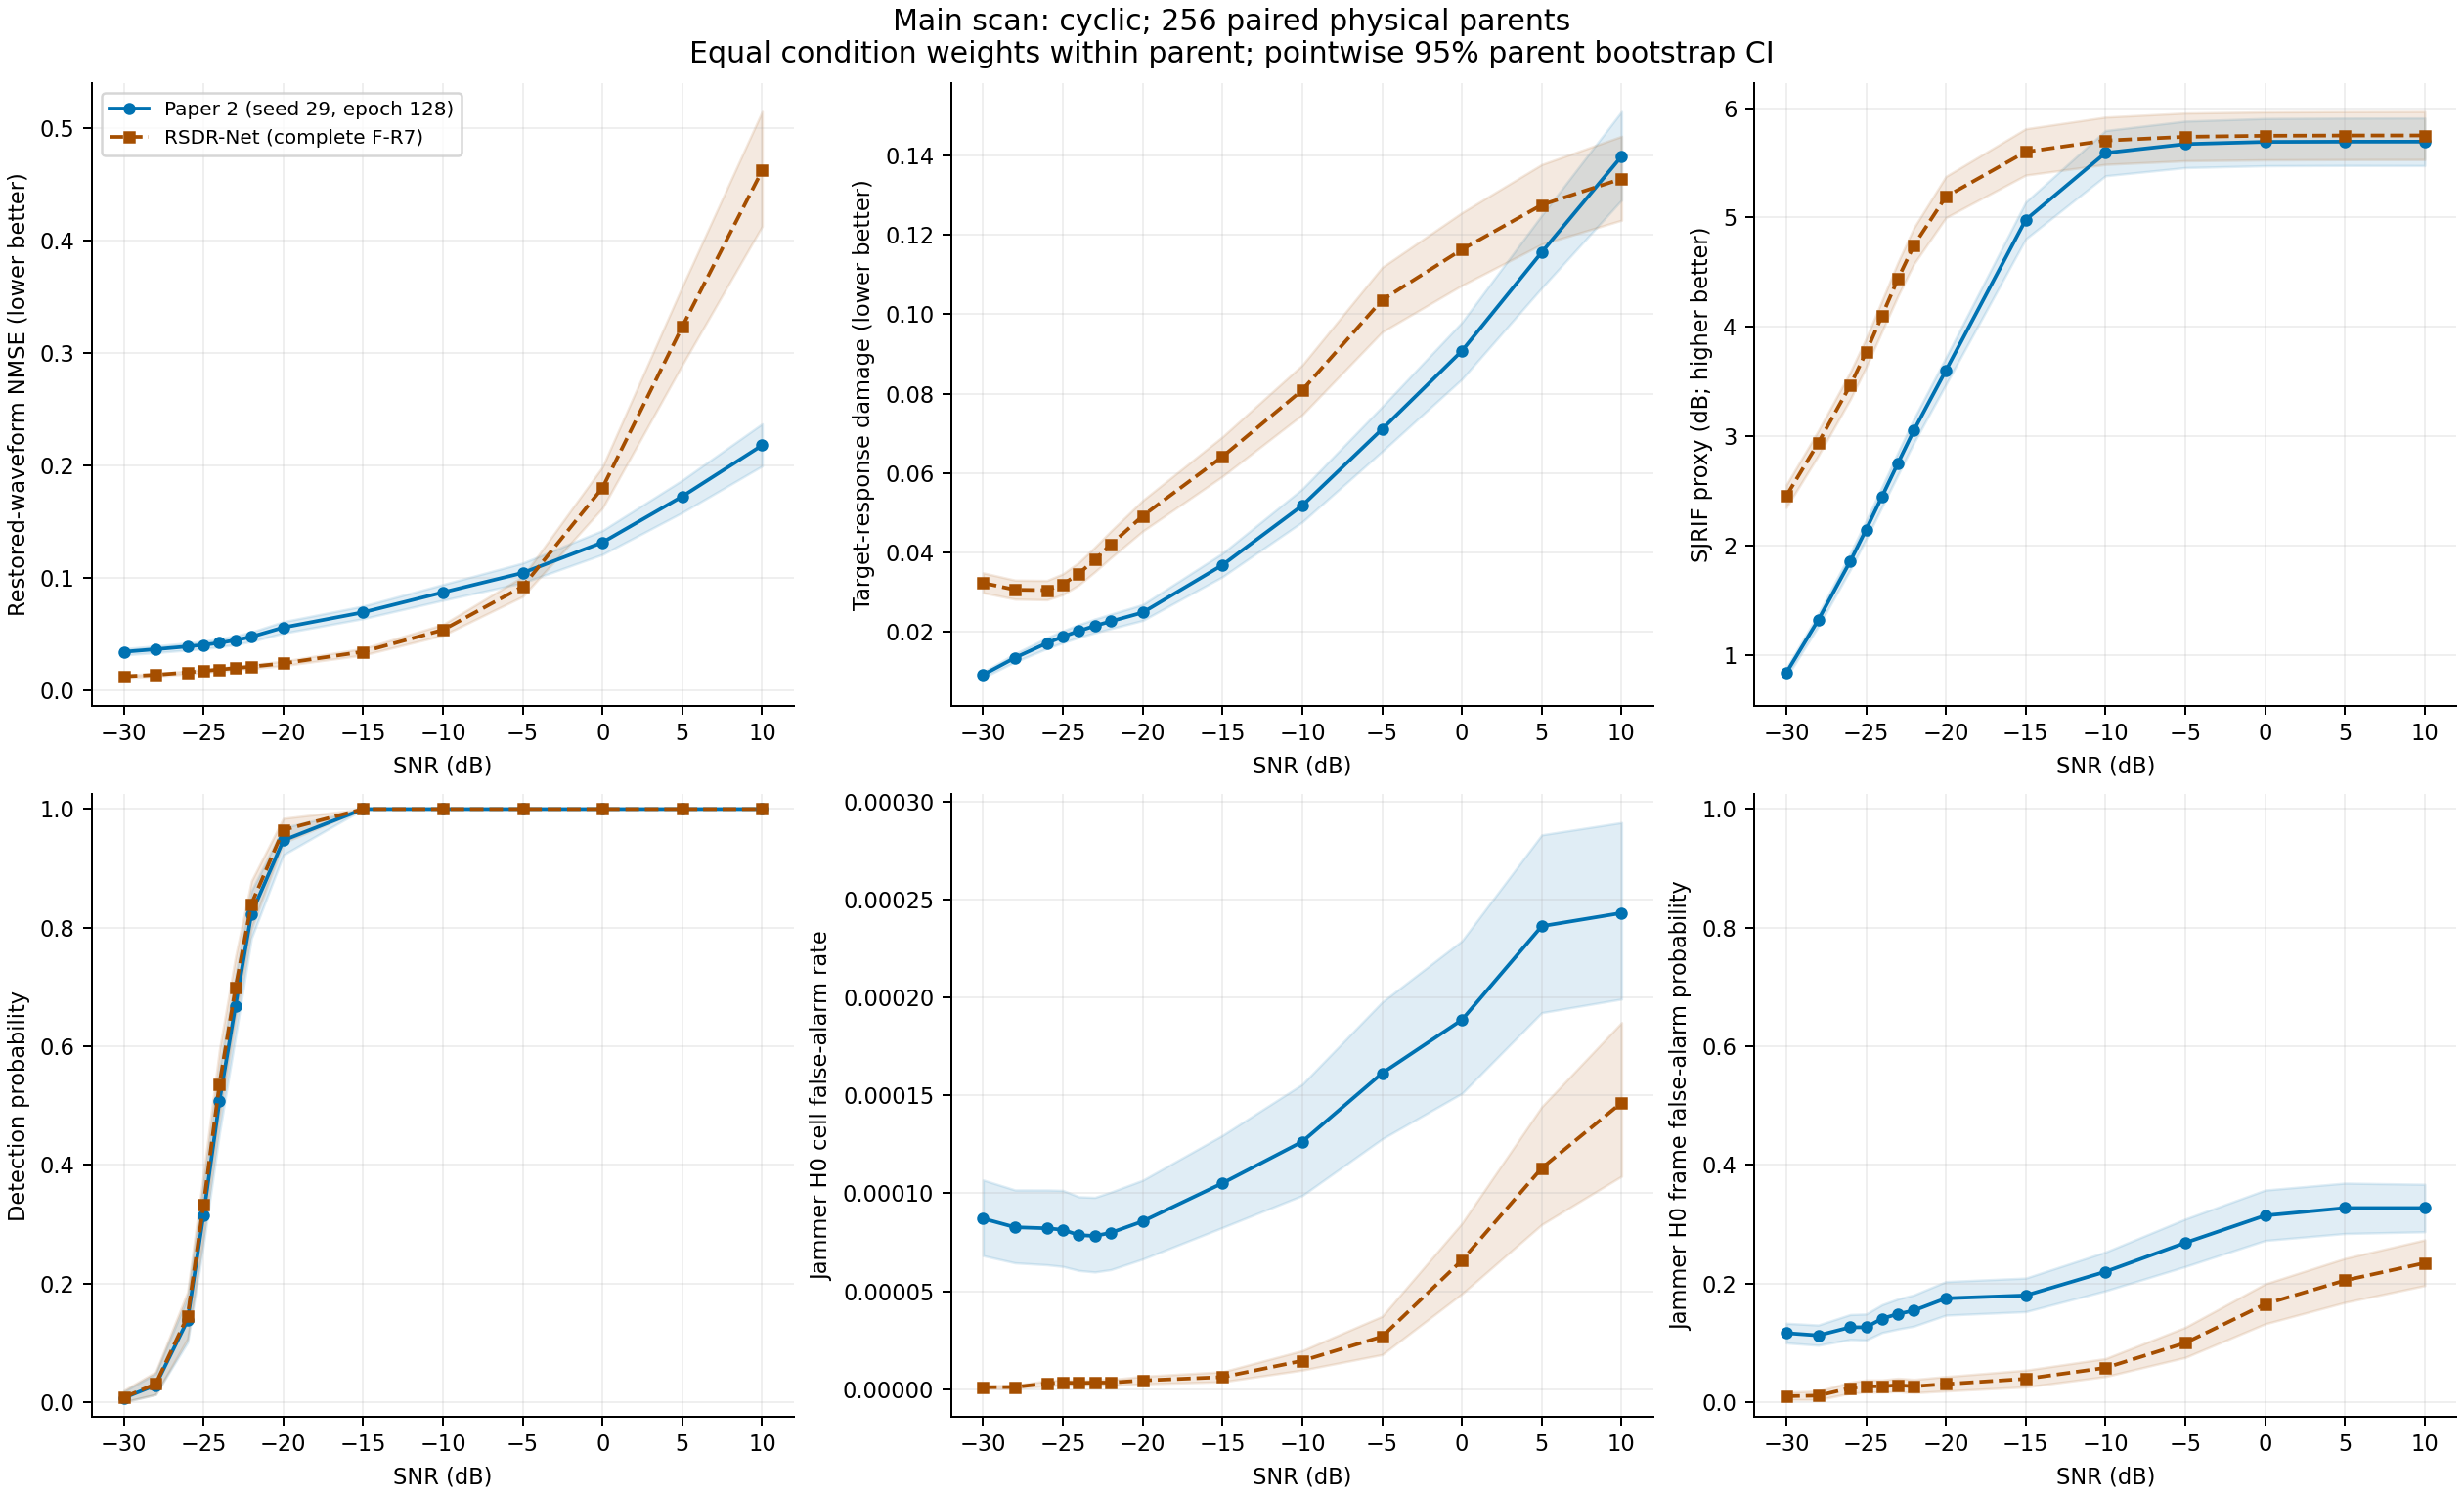 Main scan: cyclic; 256 paired physical parents
Equal condition weights within parent; pointwise 95% parent bootstrap CI
Restored-waveform NMSE (lower better)
0.5
0.4
0.3
0.2
0.1
0.0
Paper 2 (seed 29, epoch 128)
RSDR-Net (complete F-R7)
−30 −25 −20 −15 −10 −5 0 5 10
SNR (dB)
Target-response damage (lower better)
0.14
0.12
0.10
0.08
0.06
0.04
0.02
−30 −25 −20 −15 −10 −5 0 5 10
SNR (dB)
SJRIF proxy (dB; higher better)
6
5
4
3
2
1
−30 −25 −20 −15 −10 −5 0 5 10
SNR (dB)
Detection probability
1.0
0.8
0.6
0.4
0.2
0.0
−30 −25 −20 −15 −10 −5 0 5 10
SNR (dB)
Jammer H0 cell false-alarm rate
0.00030
0.00025
0.00020
0.00015
0.00010
0.00005
0.00000
−30 −25 −20 −15 −10 −5 0 5 10
SNR (dB)
Jammer H0 frame false-alarm probability
1.0
0.8
0.6
0.4
0.2
0.0
−30 −25 −20 −15 −10 −5 0 5 10
SNR (dB)